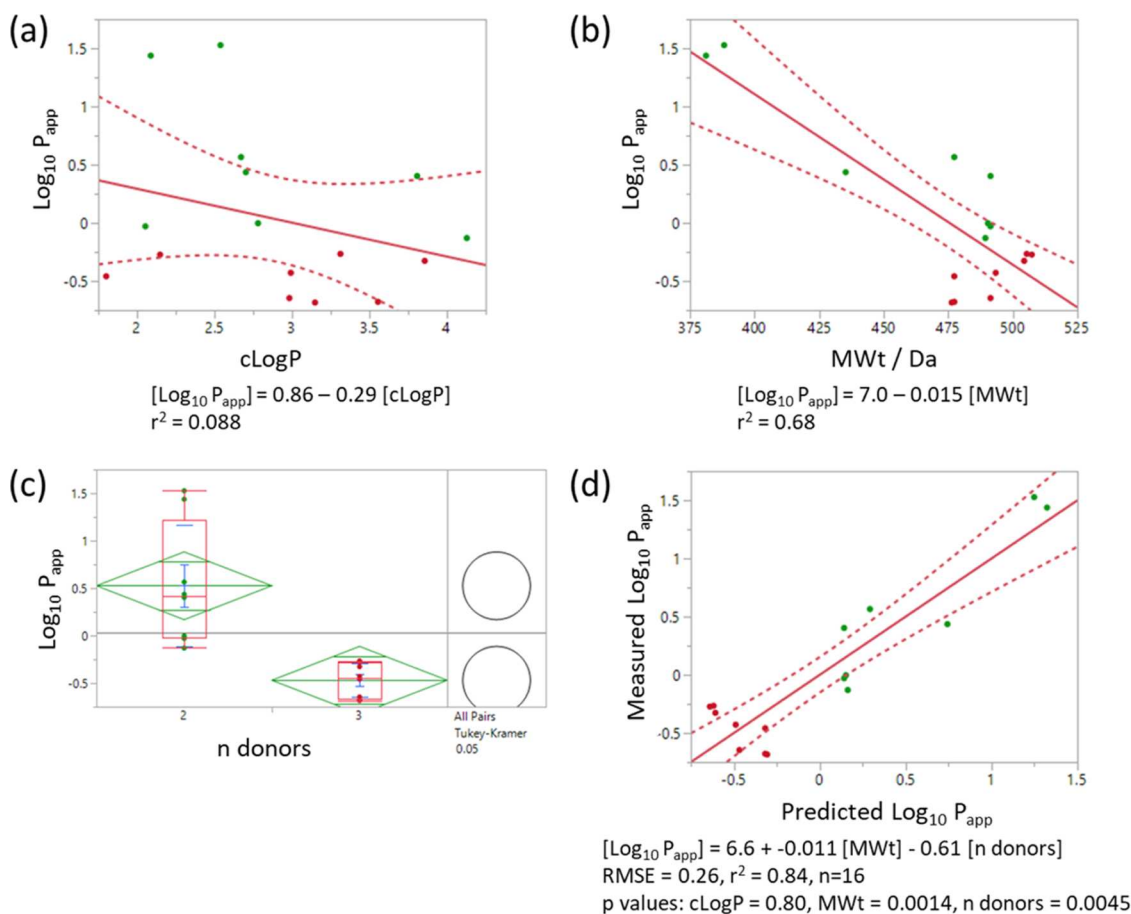 (a)
1.5
1
0.5
0
-0.5
Log10 Papp
2
2.5
3
3.5
4
cLogP
[Log10 Papp] = 0.86 – 0.29 [cLogP]
r2 = 0.088
(b)
1.5
1
0.5
0
-0.5
Log10 Papp
375
400
425
450
475
500
525
MWt / Da
[Log10 Papp] = 7.0 – 0.015 [MWt]
r2 = 0.68
(c)
1.5
1
0.5
0
-0.5
Log10 Papp
2
3
n donors
All Pairs
Tukey-Kramer
0.05
(d)
1.5
1
0.5
0
-0.5
Measured Log10 Papp
-0.5
0
0.5
1
1.5
Predicted Log10 Papp
[Log10 Papp] = 6.6 + -0.011 [MWt] - 0.61 [n donors]
RMSE = 0.26, r2 = 0.84, n=16
p values: cLogP = 0.80, MWt = 0.0014, n donors = 0.0045